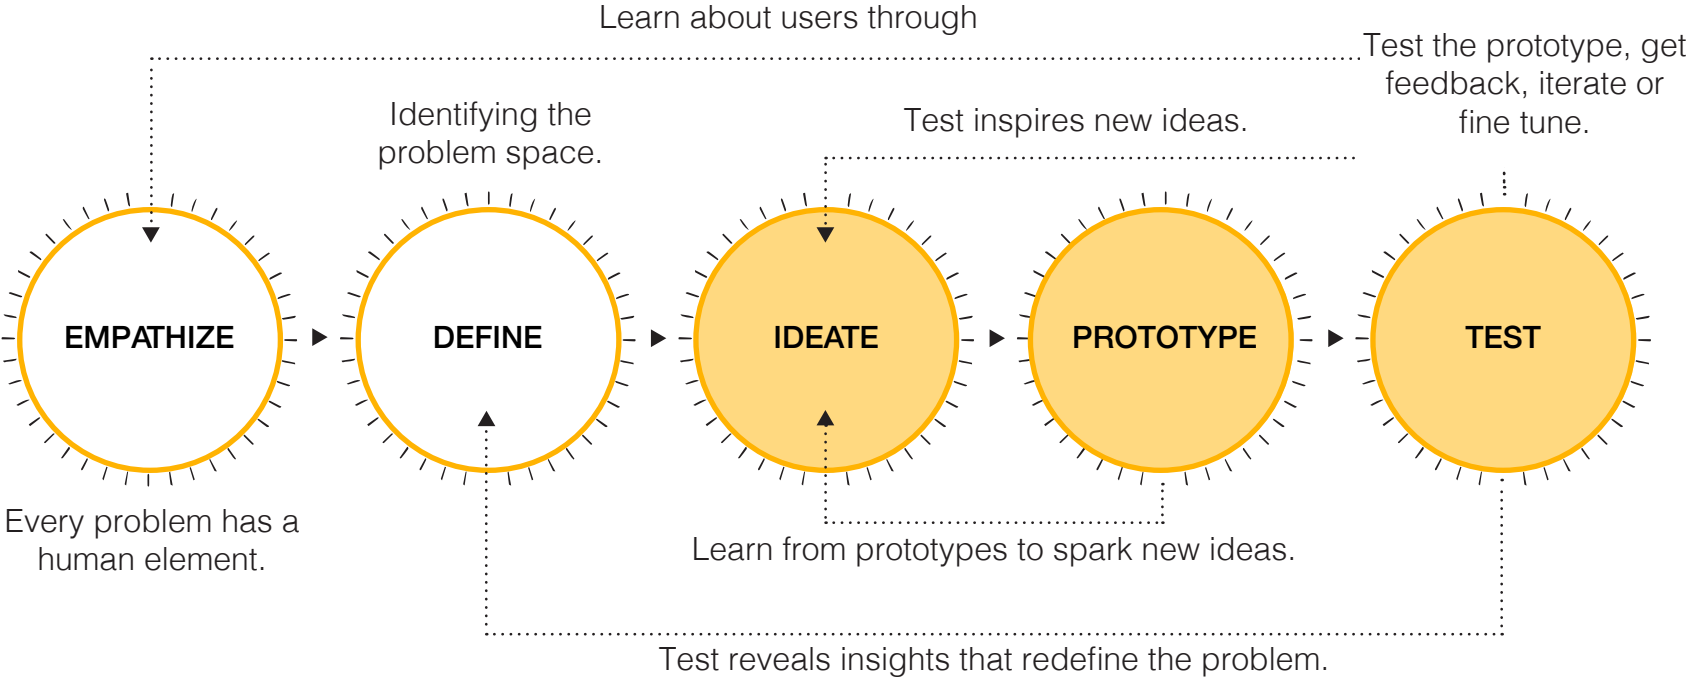 Learn about users through
Test the prototype, get
feedback, iterate or
fine tune.
Identifying the
problem space.
Test inspires new ideas.
EMPATHIZE
DEFINE
IDEATE
PROTOTYPE
TEST
Every problem has a
human element.
Learn from prototypes to spark new ideas.
Test reveals insights that redefine the problem.